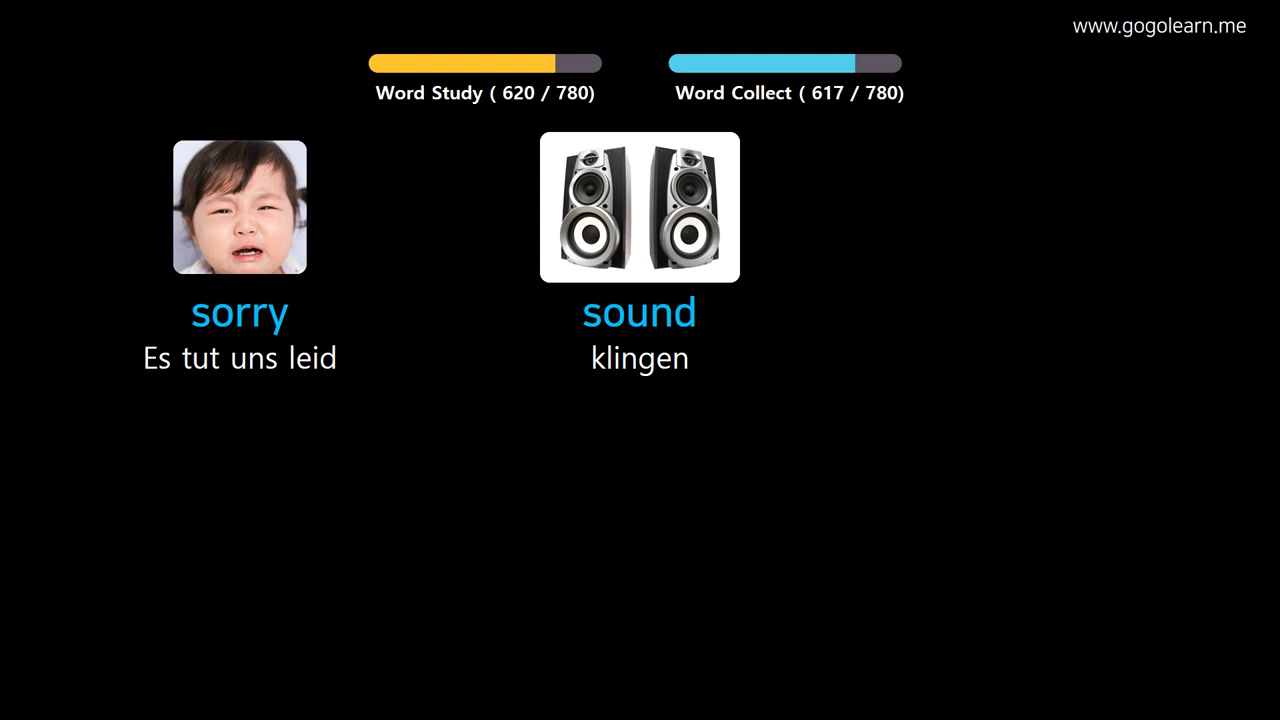 www.gogolearn.me
Word Study ( 620 / 780)
Word Collect ( 617 / 780)
sorry
Es tut uns leid
sound
klingen